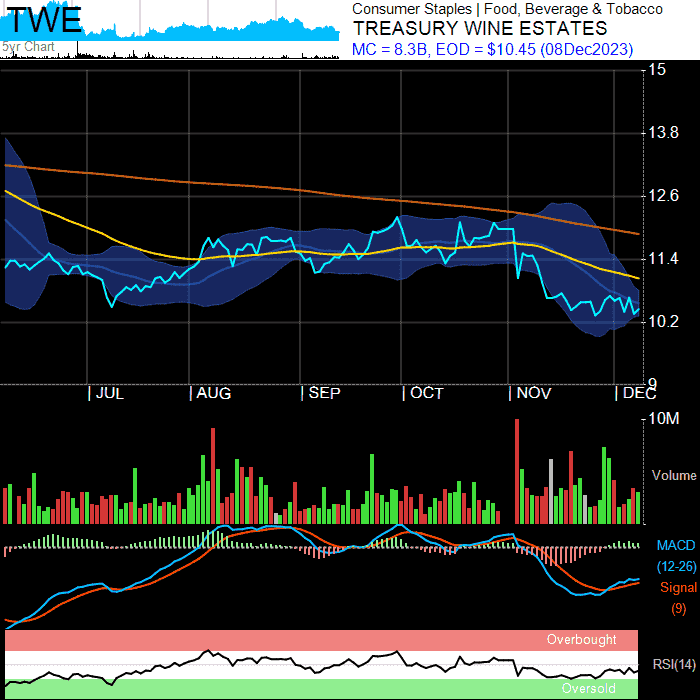 TWE
5yr Chart
Consumer Staples | Food, Beverage & Tobacco
TREASURY WINE ESTATES
MC = 8.3B, EOD = $10.45 (08Dec2023)
15
13.8
12.6
11.4
10.2
9
| JUL | AUG | SEP | OCT | NOV | DEC
10M
Volume
MACD
(12-26)
Signal
(9)
Overbought
RSI(14)
Oversold